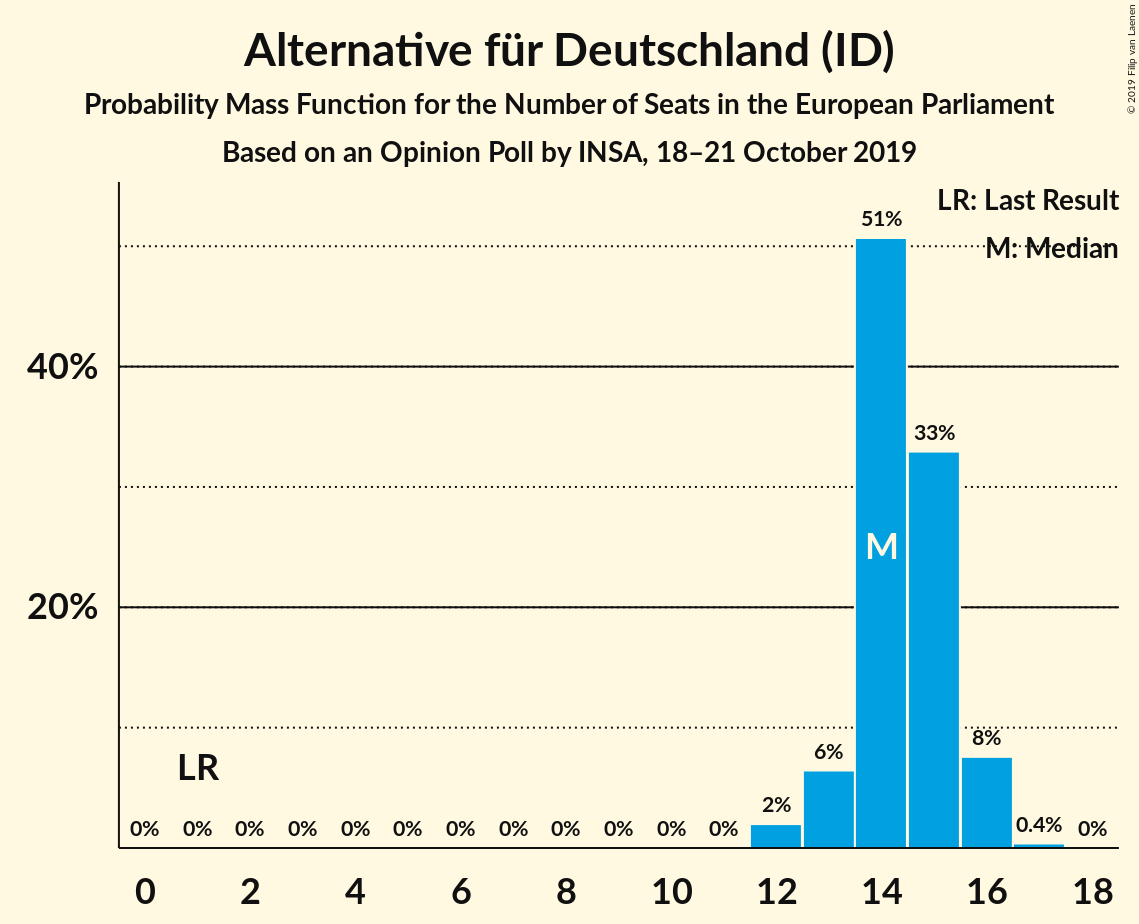 Alternative für Deutschland (ID)
Probability Mass Function for the Number of Seats in the European Parliament
Based on an Opinion Poll by INSA, 18–21 October 2019
© 2019 Filip van Laenen
LR: Last Result
M: Median
51%
40%
33%
M
20%
8%
6%
LR
2%
0% 0% 0% 0% 0% 0% 0% 0% 0% 0% 0% 0% 0.4% 0%
0 2 4 6 8 10 12 14 16 18